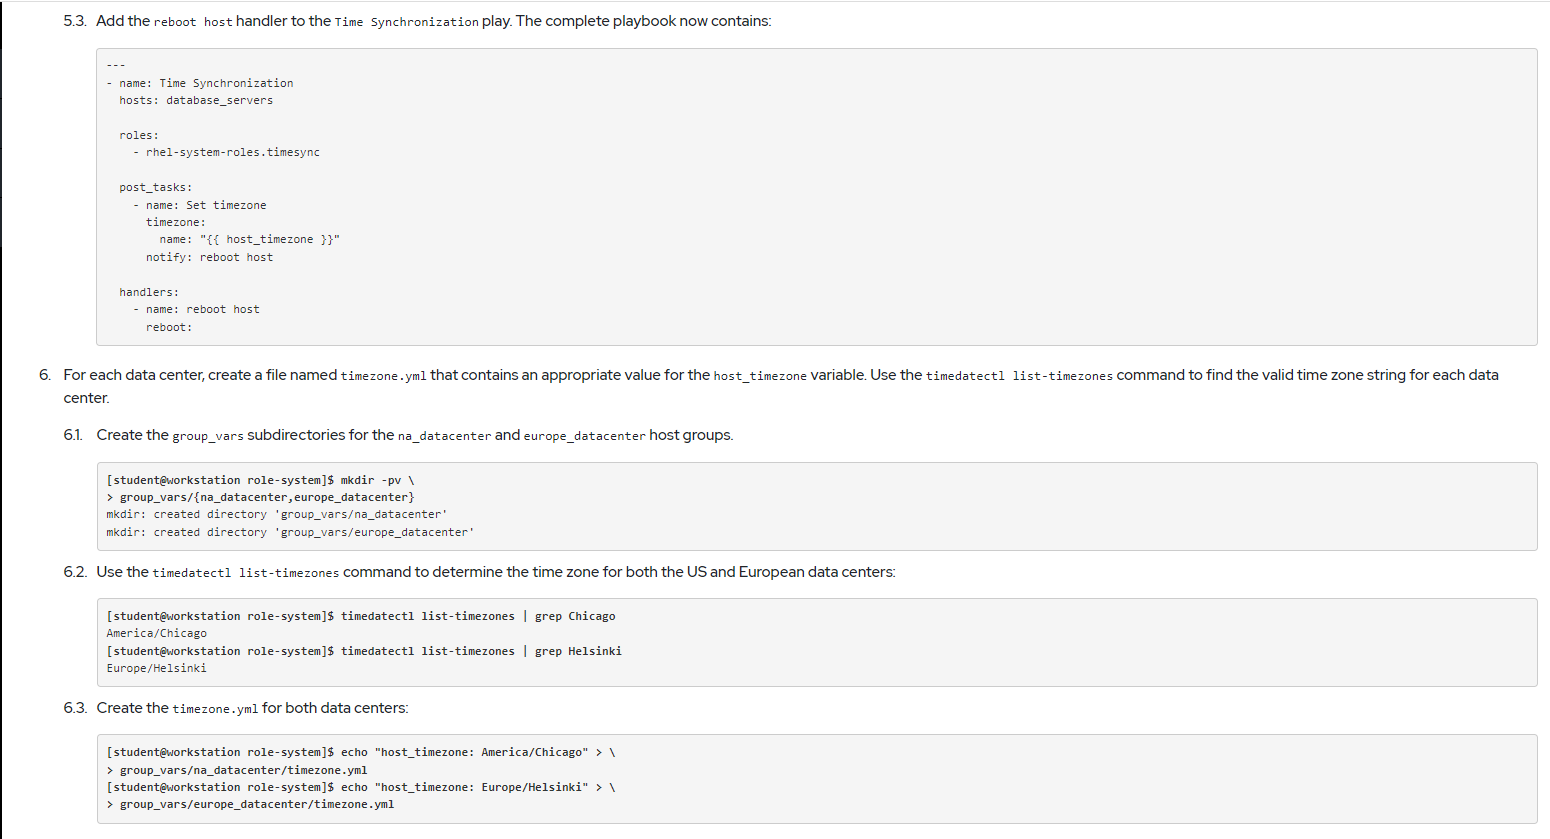 5.3. Add the reboot host handler to the Time Synchronization play. The complete playbook now contains:
---
- name: Time Synchronization
  hosts: database_servers

  roles:
    - rhel-system-roles.timesync

  post_tasks:
    - name: Set timezone
      timezone:
        name: "{{ host_timezone }}"
      notify: reboot host

  handlers:
    - name: reboot host
      reboot:
6. For each data center, create a file named timezone.yml that contains an appropriate value for the host_timezone variable. Use the timedatectl list-timezones command to find the valid time zone string for each data
center.
6.1. Create the group_vars subdirectories for the na_datacenter and europe_datacenter host groups.
[student@workstation role-system]$ mkdir -pv \
> group_vars/{na_datacenter,europe_datacenter}
mkdir: created directory 'group_vars/na_datacenter'
mkdir: created directory 'group_vars/europe_datacenter'
6.2. Use the timedatectl list-timezones command to determine the time zone for both the US and European data centers:
[student@workstation role-system]$ timedatectl list-timezones | grep Chicago
America/Chicago
[student@workstation role-system]$ timedatectl list-timezones | grep Helsinki
Europe/Helsinki
6.3. Create the timezone.yml for both data centers:
[student@workstation role-system]$ echo "host_timezone: America/Chicago" > \
> group_vars/na_datacenter/timezone.yml
[student@workstation role-system]$ echo "host_timezone: Europe/Helsinki" > \
> group_vars/europe_datacenter/timezone.yml